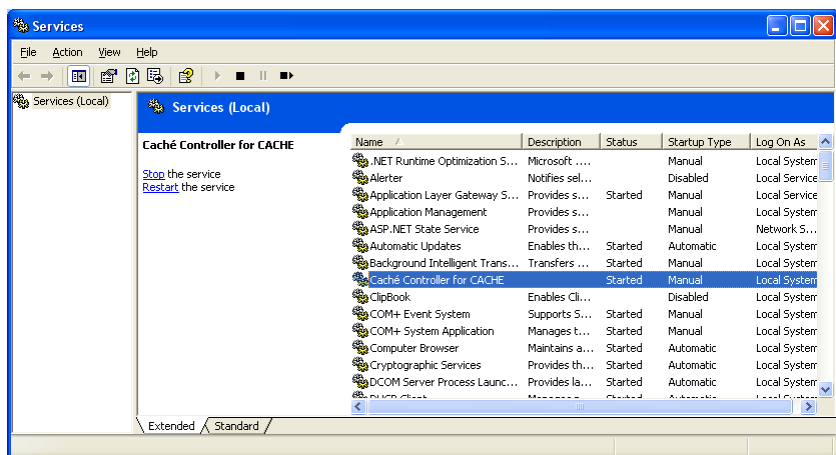 Services
File Action View Help
Services (Local)
Services (Local)
Caché Controller for CACHE
Stop the service
Restart the service
Name Description Status Startup Type Log On As
.NET Runtime Optimization S... Microsoft .... Manual Local System
Alerter Notifies sel... Disabled Local Service
Application Layer Gateway S... Provides s... Started Manual Local Service
Application Management Provides s... Manual Local System
ASP.NET State Service Provides s... Manual Network S...
Automatic Updates Enables th... Started Automatic Local System
Background Intelligent Trans... Transfers ... Started Manual Local System
Caché Controller for CACHE Started Manual Local System
ClipBook Enables Cli... Disabled Local System
COM+ Event System Supports S... Started Manual Local System
COM+ System Application Manages t... Started Manual Local System
Computer Browser Maintains a... Started Automatic Local System
Cryptographic Services Provides th... Started Automatic Local System
DCOM Server Process Launc... Provides la... Started Automatic Local System
DHCP Client Manages n... Started Automatic Local System
Extended Standard